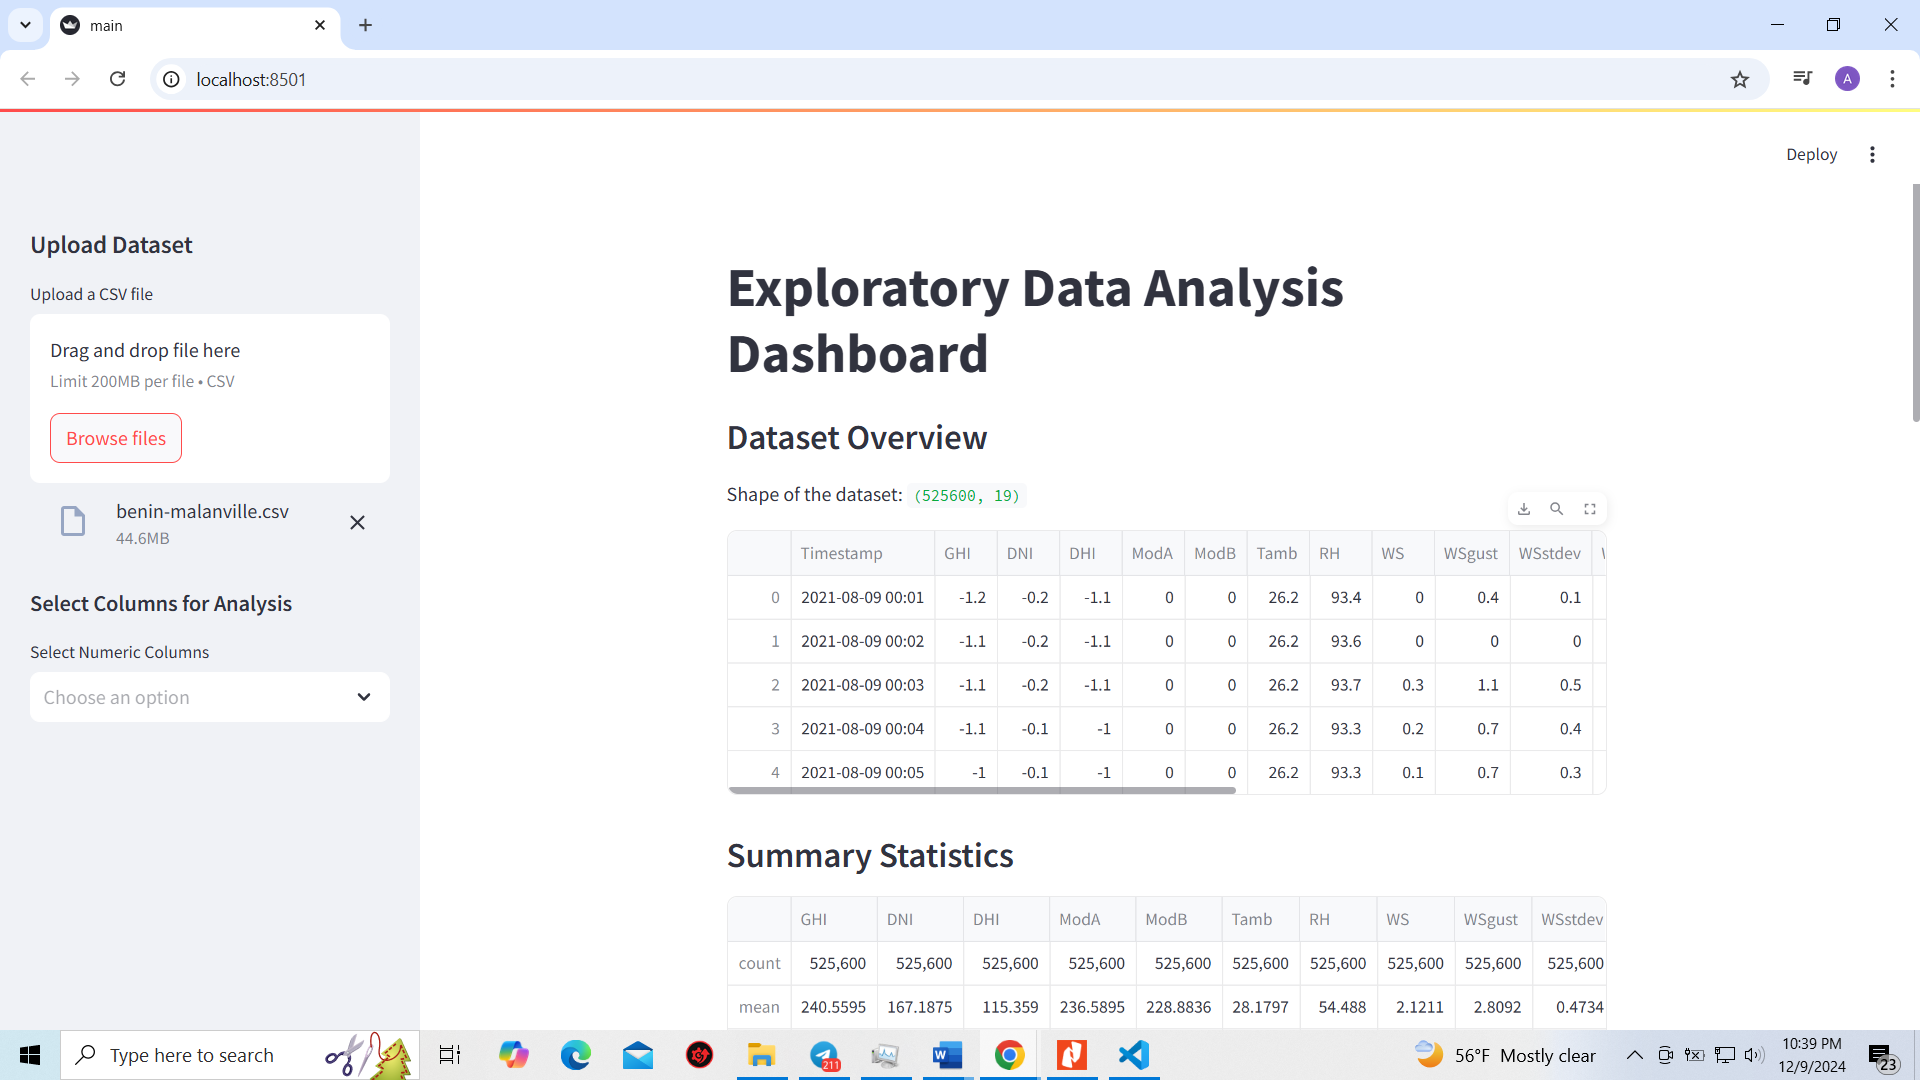 main
localhost:8501
A
Deploy
Upload Dataset
Upload a CSV file
Drag and drop file here
Limit 200MB per file • CSV
Browse files
benin-malanville.csv
44.6MB
Select Columns for Analysis
Select Numeric Columns
Choose an option
Exploratory Data Analysis
Dashboard
Dataset Overview
Shape of the dataset: (525600, 19)
Timestamp GHI DNI DHI ModA ModB Tamb RH WS WSgust WSstdev
0 2021-08-09 00:01 -1.2 -0.2 -1.1 0 0 26.2 93.4 0 0.4 0.1
1 2021-08-09 00:02 -1.1 -0.2 -1.1 0 0 26.2 93.6 0 0 0
2 2021-08-09 00:03 -1.1 -0.2 -1.1 0 0 26.2 93.7 0.3 1.1 0.5
3 2021-08-09 00:04 -1.1 -0.1 -1 0 0 26.2 93.3 0.2 0.7 0.4
4 2021-08-09 00:05 -1 -0.1 -1 0 0 26.2 93.3 0.1 0.7 0.3
Summary Statistics
GHI DNI DHI ModA ModB Tamb RH WS WSgust WSstdev
count 525,600 525,600 525,600 525,600 525,600 525,600 525,600 525,600 525,600 525,600
mean 240.5595 167.1875 115.359 236.5895 228.8836 28.1797 54.488 2.1211 2.8092 0.4734
Type here to search
211
56°F Mostly clear
10:39 PM
12/9/2024
23